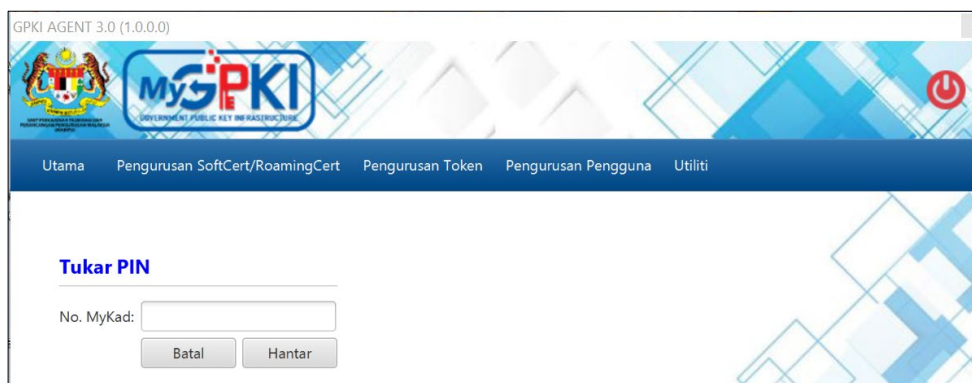 GPKI AGENT 3.0 (1.0.0.0)
MyGPKI
GOVERNMENT PUBLIC KEY INFRASTRUCTURE
Utama Pengurusan SoftCert/RoamingCert Pengurusan Token Pengurusan Pengguna Utiliti
Tukar PIN
No. MyKad:
Batal Hantar